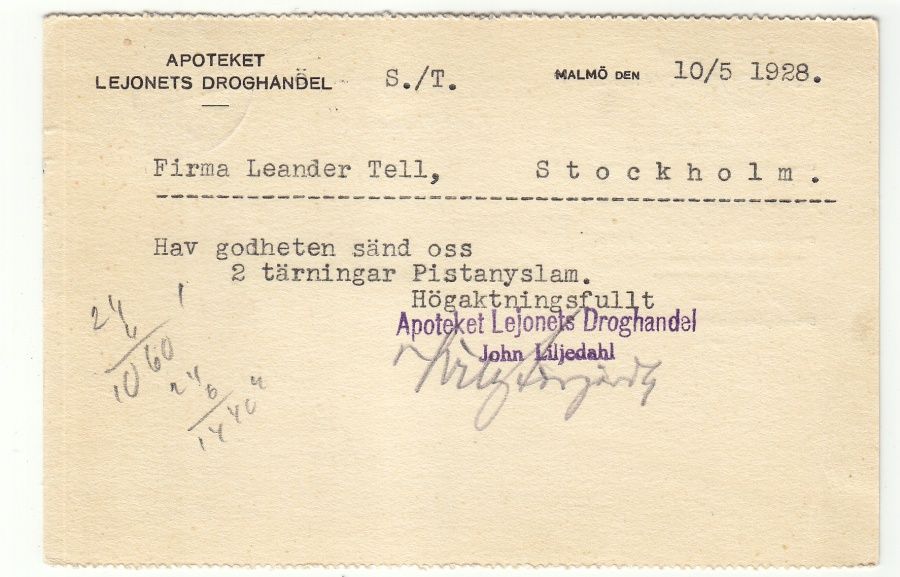 APOTEKET
LEJONETS DROGHANDEL
S./T.
MALMÖ DEN 10/5 1928.
Firma Leander Tell, Stockholm.
Hav godheten sänd oss
2 tärningar Pistanyslam.
Högaktningsfullt
Apoteket Lejonets Droghandel
John Liljedahl